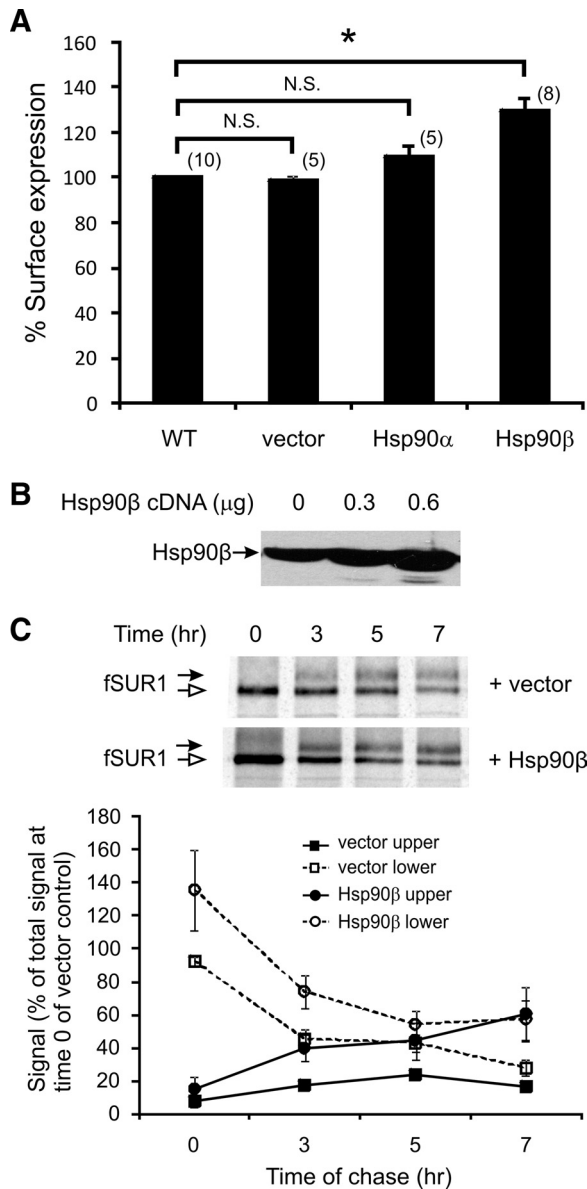 A
% Surface expression
160
140
120
100
80
60
40
20
0
*
N.S.
N.S.
(10)
(5)
(5)
(8)
WT vector Hsp90α Hsp90β
B
Hsp90β cDNA (μg) 0 0.3 0.6
Hsp90β
C
Time (hr) 0 3 5 7
fSUR1
+ vector
fSUR1
+ Hsp90β
Signal (% of total signal at
time 0 of vector control)
180
160
140
120
100
80
60
40
20
0
vector upper
vector lower
Hsp90β upper
Hsp90β lower
0 3 5 7
Time of chase (hr)